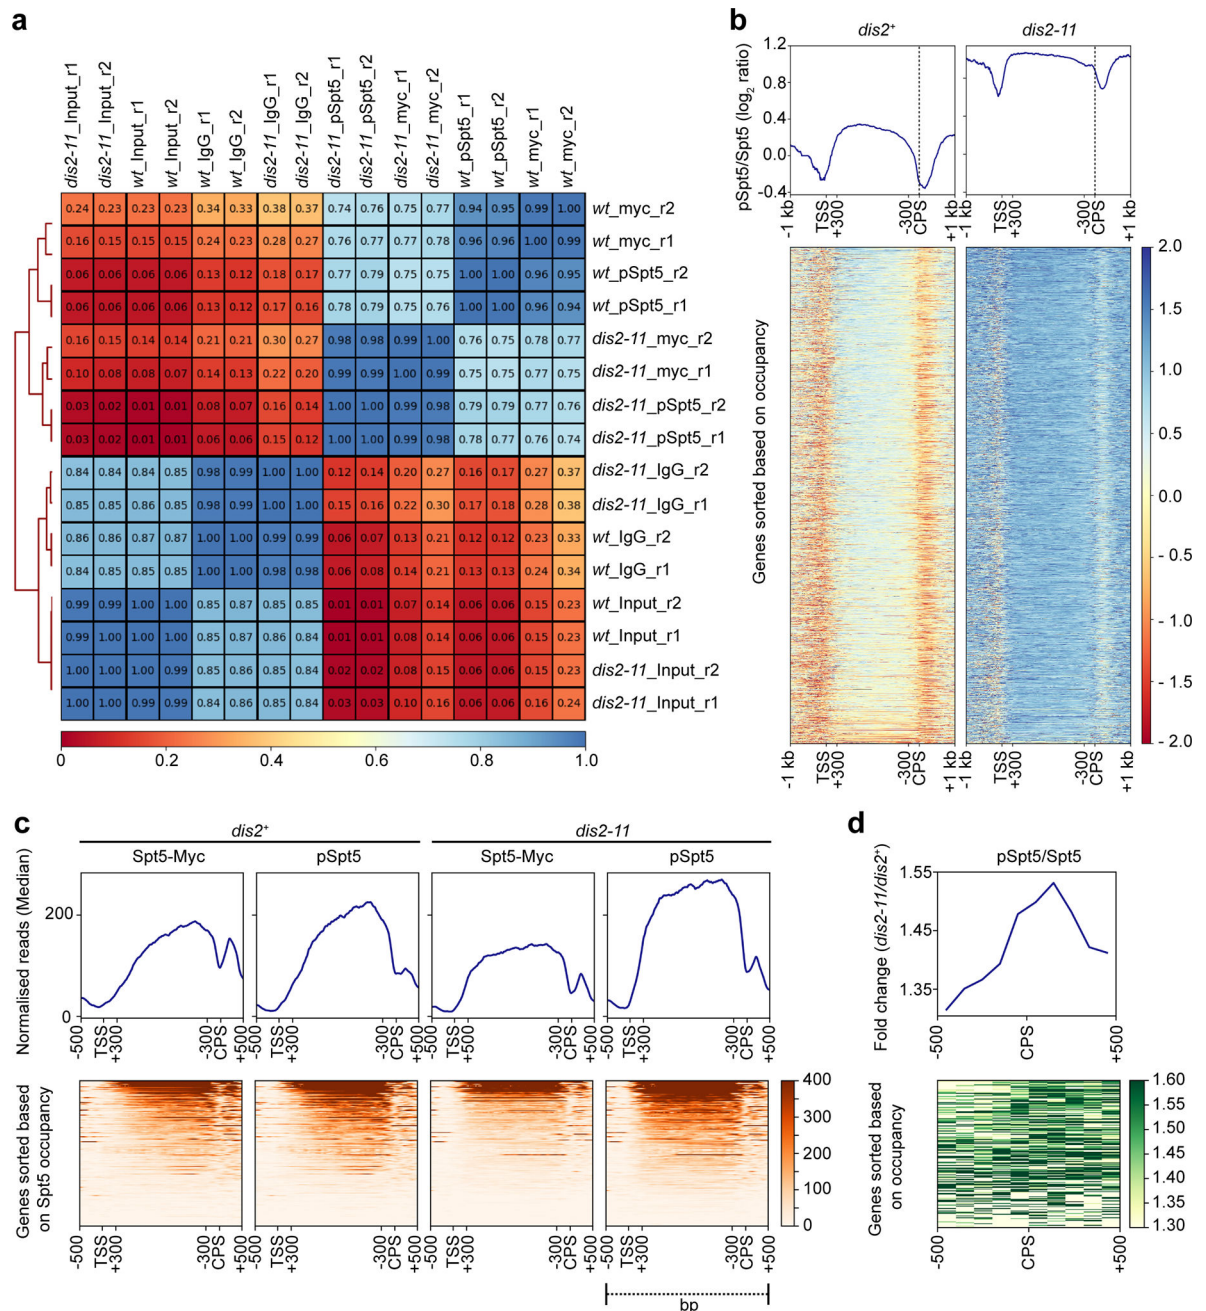 a
dis2-11_Input_r1
dis2-11_Input_r2
wt_Input_r1
wt_Input_r2
wt_IgG_r1
wt_IgG_r2
dis2-11_IgG_r1
dis2-11_IgG_r2
dis2-11_pSpt5_r1
dis2-11_pSpt5_r2
dis2-11_myc_r1
dis2-11_myc_r2
wt_pSpt5_r1
wt_pSpt5_r2
wt_myc_r1
wt_myc_r2
0.24 0.23 0.23 0.23 0.34 0.33 0.38 0.37 0.74 0.76 0.75 0.77 0.94 0.95 0.99 1.00 wt_myc_r2
0.16 0.15 0.15 0.15 0.24 0.23 0.28 0.27 0.76 0.77 0.77 0.78 0.96 0.96 1.00 0.99 wt_myc_r1
0.06 0.06 0.06 0.06 0.13 0.12 0.18 0.17 0.77 0.79 0.75 0.75 1.00 1.00 0.96 0.95 wt_pSpt5_r2
0.06 0.06 0.06 0.06 0.13 0.12 0.17 0.16 0.78 0.79 0.75 0.76 1.00 1.00 0.96 0.94 wt_pSpt5_r1
0.16 0.15 0.14 0.14 0.21 0.21 0.30 0.27 0.98 0.98 0.99 1.00 0.76 0.75 0.78 0.77 dis2-11_myc_r2
0.10 0.08 0.08 0.07 0.14 0.13 0.22 0.20 0.99 0.99 1.00 0.99 0.75 0.75 0.77 0.75 dis2-11_myc_r1
0.03 0.02 0.01 0.01 0.08 0.07 0.16 0.14 1.00 1.00 0.99 0.98 0.79 0.79 0.77 0.76 dis2-11_pSpt5_r2
0.03 0.02 0.01 0.01 0.06 0.06 0.15 0.12 1.00 1.00 0.99 0.98 0.78 0.77 0.76 0.74 dis2-11_pSpt5_r1
0.84 0.84 0.84 0.85 0.98 0.99 1.00 1.00 0.12 0.14 0.20 0.27 0.16 0.17 0.27 0.37 dis2-11_IgG_r2
0.85 0.85 0.86 0.85 0.98 0.99 1.00 1.00 0.15 0.16 0.22 0.30 0.17 0.18 0.28 0.38 dis2-11_IgG_r1
0.86 0.86 0.87 0.87 1.00 1.00 0.99 0.99 0.06 0.07 0.13 0.21 0.12 0.12 0.23 0.33 wt_IgG_r2
0.84 0.85 0.85 0.85 1.00 1.00 0.98 0.98 0.06 0.08 0.14 0.21 0.13 0.13 0.24 0.34 wt_IgG_r1
0.99 0.99 1.00 1.00 0.85 0.87 0.85 0.85 0.01 0.01 0.07 0.14 0.06 0.06 0.15 0.23 wt_Input_r2
0.99 1.00 1.00 1.00 0.85 0.87 0.86 0.84 0.01 0.01 0.08 0.14 0.06 0.06 0.15 0.23 wt_Input_r1
1.00 1.00 1.00 0.99 0.85 0.86 0.85 0.84 0.02 0.02 0.08 0.15 0.06 0.06 0.15 0.23 dis2-11_Input_r2
1.00 1.00 0.99 0.99 0.84 0.86 0.85 0.84 0.03 0.03 0.10 0.16 0.06 0.06 0.16 0.24 dis2-11_Input_r1
0 0.2 0.4 0.6 0.8 1.0
b
dis2+ dis2-11
pSpt5/Spt5 (log2 ratio)
1.2
0.8
0.4
0.0
-0.4
-1 kb TSS +300 -300 CPS +1 kb -1 kb TSS +300 -300 CPS +1 kb
Genes sorted based on occupancy
2.0
1.5
1.0
0.5
0.0
- 0.5
- 1.0
- 1.5
- 2.0
-1 kb TSS +300 -300 CPS +1 kb -1 kb TSS +300 -300 CPS +1 kb
c
dis2+ dis2-11
Spt5-Myc pSpt5 Spt5-Myc pSpt5
Normalised reads (Median)
200
0
-500 TSS +300 -300 CPS +500 -500 TSS +300 -300 CPS +500 -500 TSS +300 -300 CPS +500 -500 TSS +300 -300 CPS +500
Genes sorted based
on Spt5 occupancy
400
300
200
100
0
-500 TSS +300 -300 CPS +500 -500 TSS +300 -300 CPS +500 -500 TSS +300 -300 CPS +500 -500 TSS +300 -300 CPS +500
bp
d
pSpt5/Spt5
Fold change (dis2-11/dis2+)
1.55
1.45
1.35
-500 CPS +500
Genes sorted based
on occupancy
1.60
1.55
1.50
1.45
1.40
1.35
1.30
-500 CPS +500